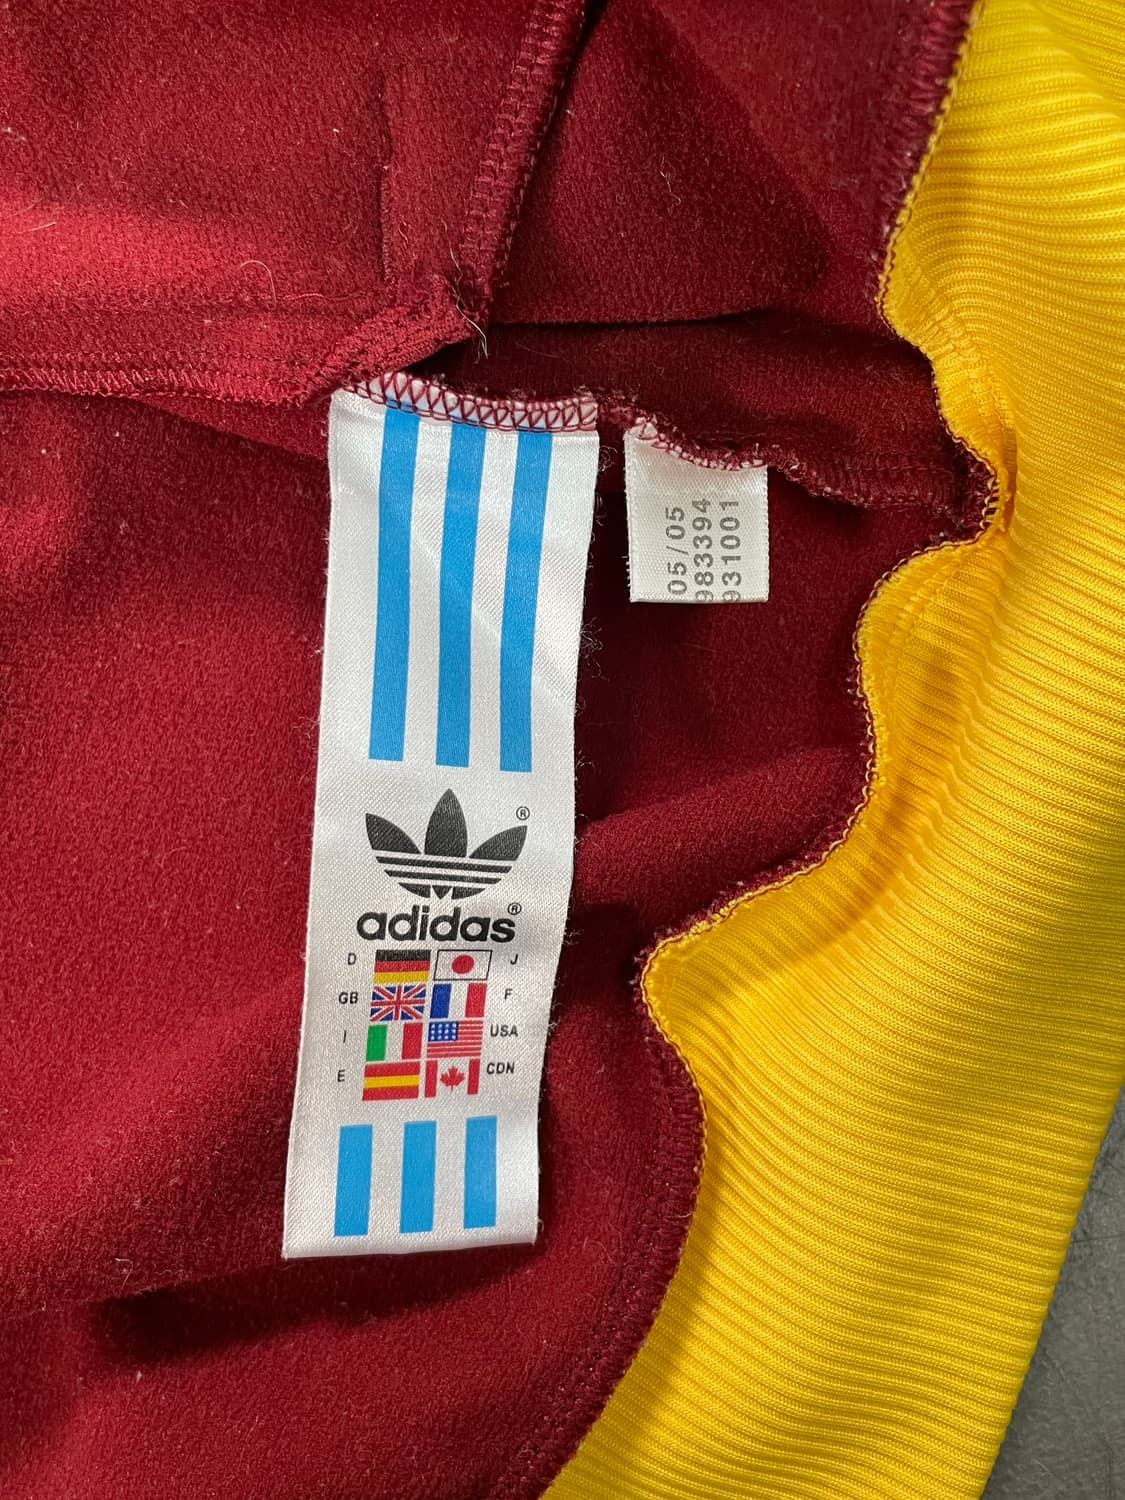 ®
adidas®
D J
GB F
I USA
E CDN
05/05
983394
931001